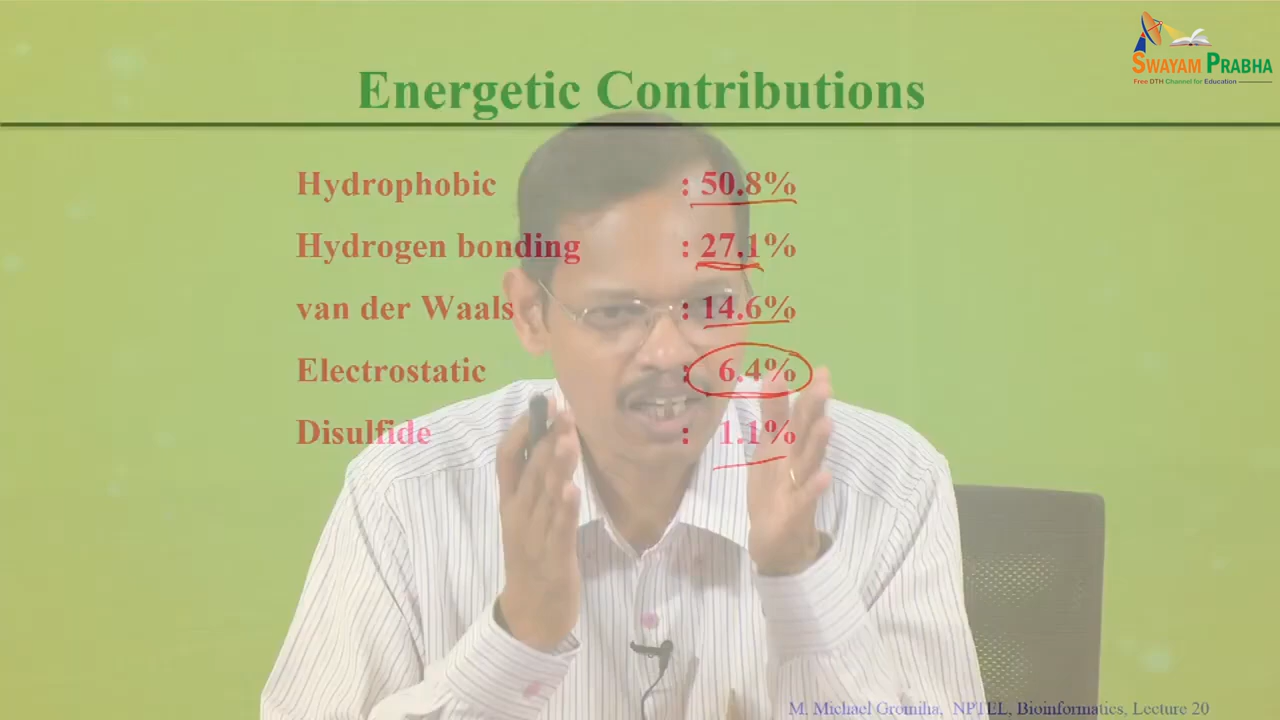 SWAYAM PRABHA
Free DTH Channel for Education
Energetic Contributions
Hydrophobic : 50.8%
Hydrogen bonding : 27.1%
van der Waals : 14.6%
Electrostatic : 6.4%
Disulfide : 1.1%
M. Michael Gromiha, NPTEL, Bioinformatics, Lecture 20